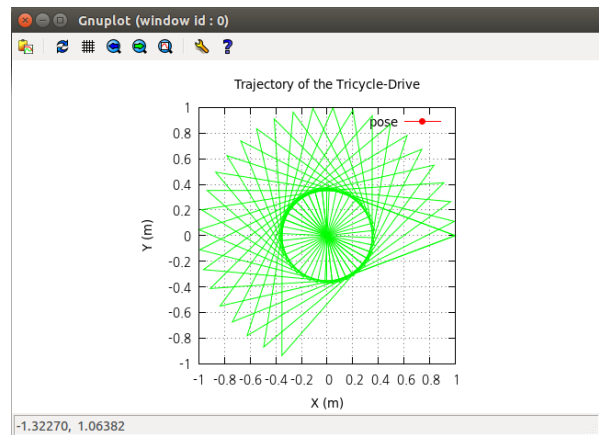 Gnuplot (window id : 0)
Trajectory of the Tricycle-Drive
pose
1
0.8
0.6
0.4
0.2
0
-0.2
-0.4
-0.6
-0.8
-1
Y (m)
-1 -0.8 -0.6 -0.4 -0.2 0 0.2 0.4 0.6 0.8 1
X (m)
-1.32270, 1.06382